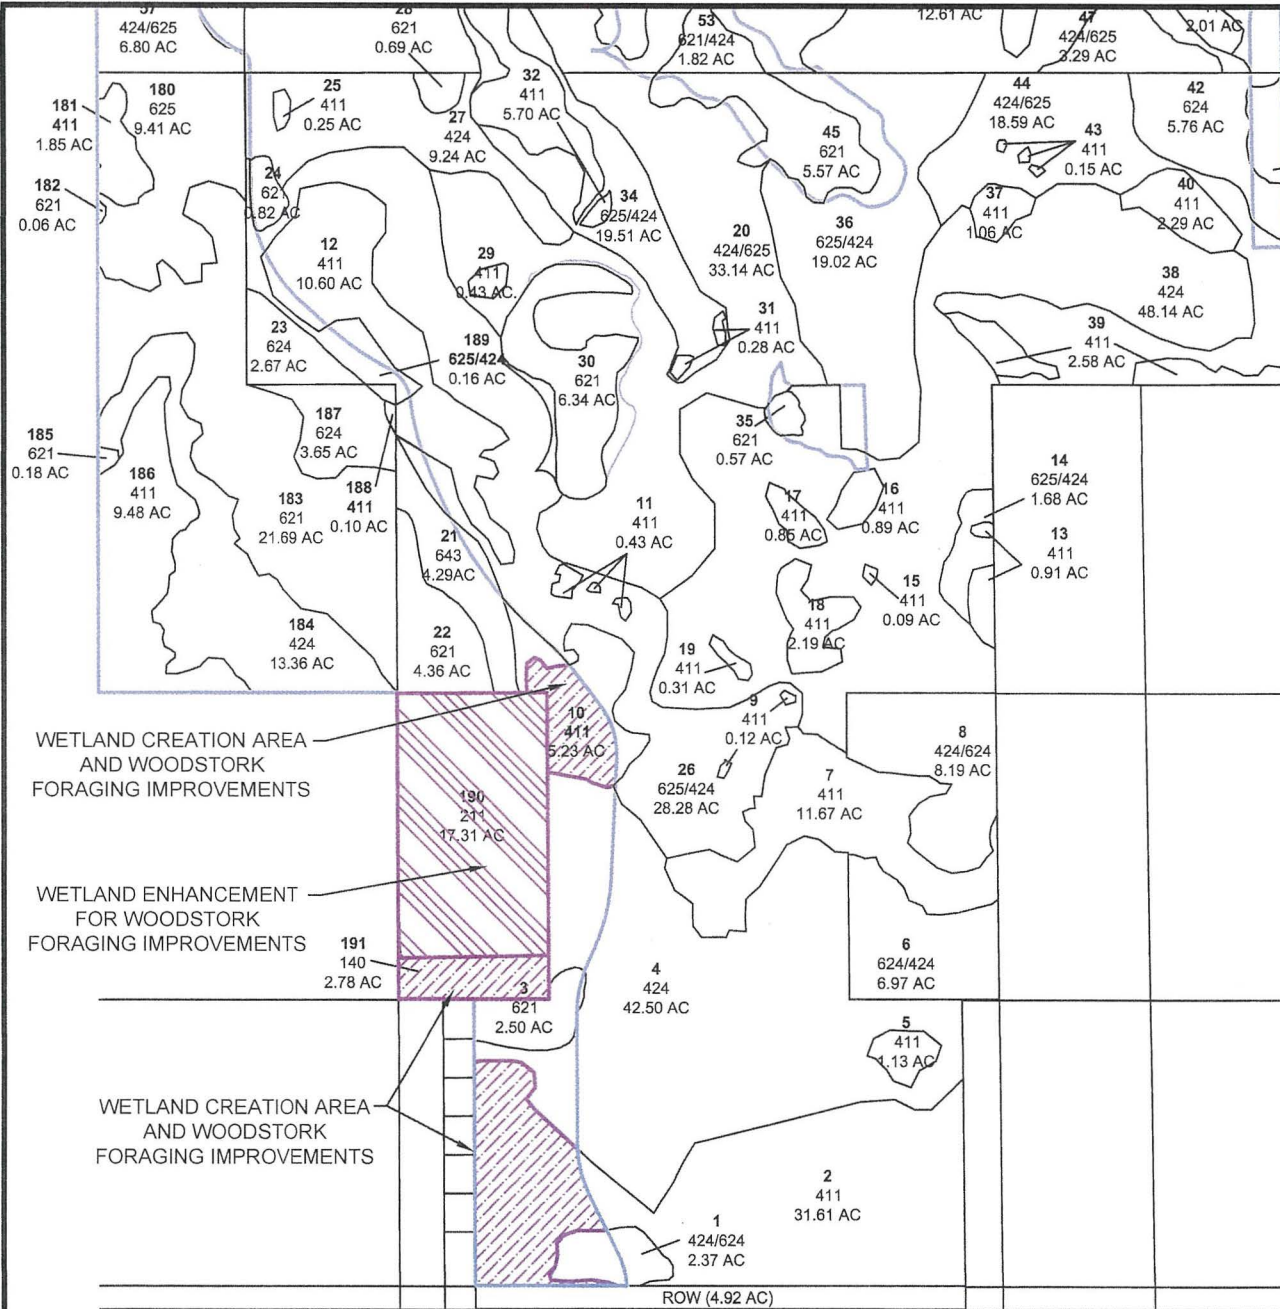 37
424/625
6.80 AC
28
621
0.69 AC
53
621/424
1.82 AC
12.61 AC
47
424/625
3.29 AC
2.01 AC
181
411
1.85 AC
180
625
9.41 AC
25
411
0.25 AC
27
424
9.24 AC
32
411
5.70 AC
45
621
5.57 AC
44
424/625
18.59 AC
43
411
0.15 AC
42
624
5.76 AC
182
621
0.06 AC
24
621
0.82 AC
12
411
10.60 AC
29
411
0.43 AC.
34
625/424
19.51 AC
20
424/625
33.14 AC
36
625/424
19.02 AC
37
411
1.06 AC
40
411
2.29 AC
38
424
48.14 AC
23
624
2.67 AC
189
625/424
0.16 AC
30
621
6.34 AC
31
411
0.28 AC
39
411
2.58 AC
185
621
0.18 AC
186
411
9.48 AC
187
624
3.65 AC
183
621
21.69 AC
188
411
0.10 AC
35
621
0.57 AC
17
411
0.85 AC
16
411
0.89 AC
14
625/424
1.68 AC
13
411
0.91 AC
11
411
0.43 AC
21
643
4.29AC
15
411
0.09 AC
18
411
2.19 AC
184
424
13.36 AC
22
621
4.36 AC
19
411
0.31 AC
9
411
0.12 AC
WETLAND CREATION AREA
AND WOODSTORK
FORAGING IMPROVEMENTS
10
411
5.23 AC
26
625/424
28.28 AC
7
411
11.67 AC
8
424/624
8.19 AC
190
211
17.31 AC
WETLAND ENHANCEMENT
FOR WOODSTORK
FORAGING IMPROVEMENTS
191
140
2.78 AC
3
621
2.50 AC
4
424
42.50 AC
6
624/424
6.97 AC
5
411
1.13 AC
WETLAND CREATION AREA
AND WOODSTORK
FORAGING IMPROVEMENTS
2
411
31.61 AC
1
424/624
2.37 AC
ROW (4.92 AC)